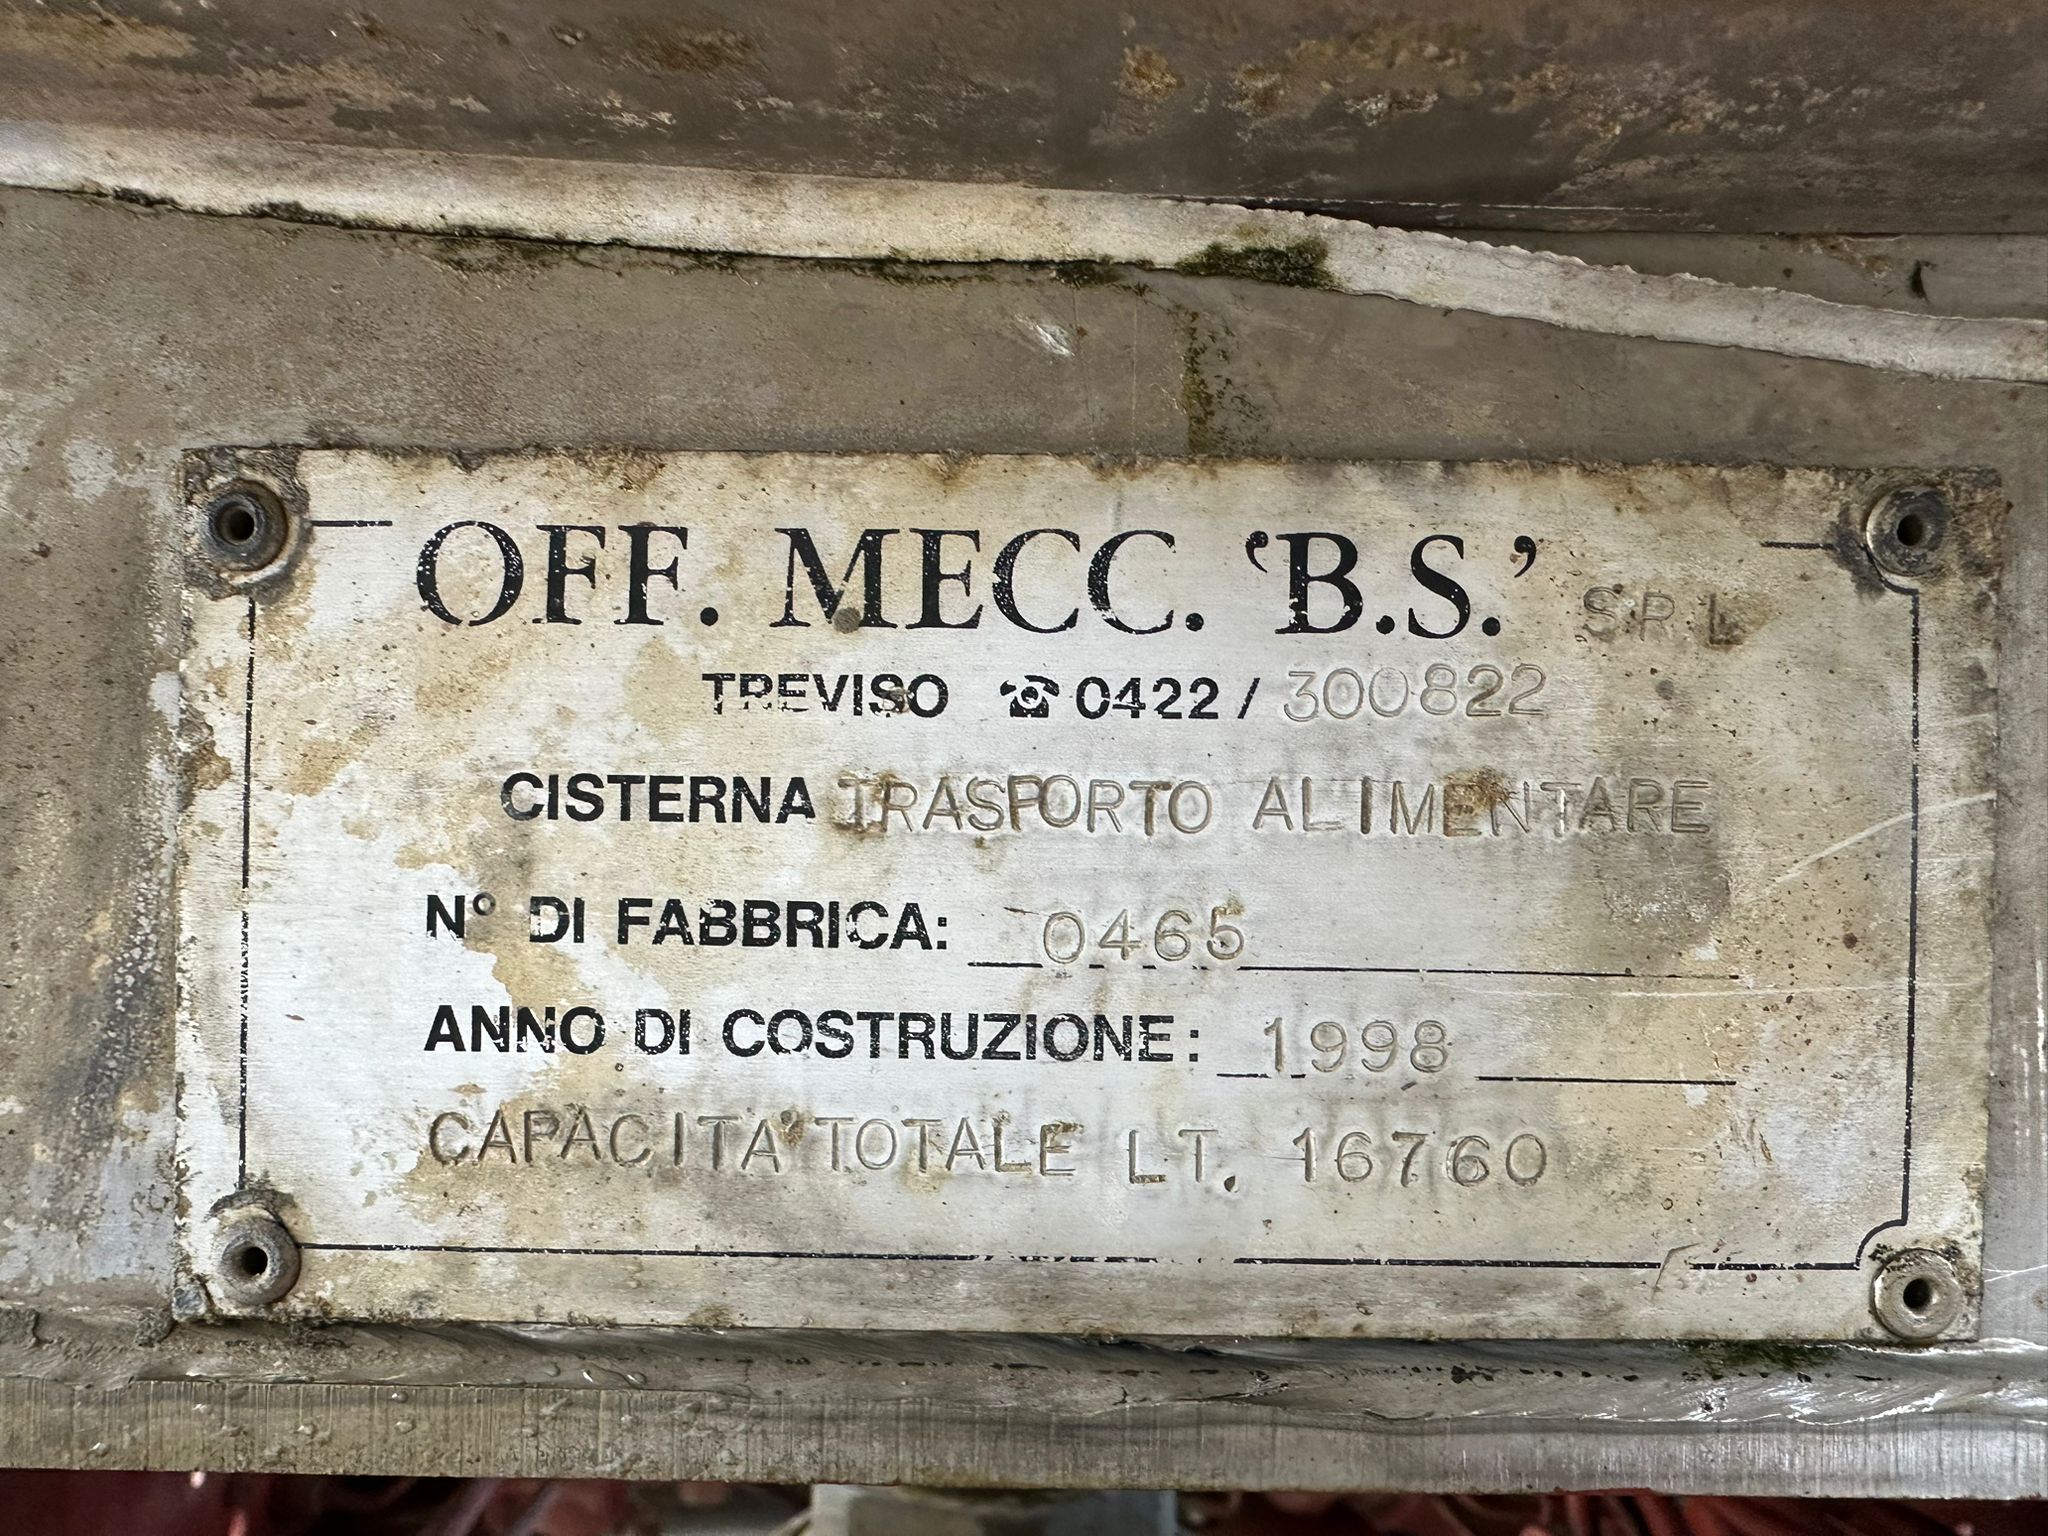 OFF. MECC. 'B.S.' S.R.L
TREVISO ☎ 0422 / 300822
CISTERNA TRASPORTO ALIMENTARE
N° DI FABBRICA: 0465
ANNO DI COSTRUZIONE: 1998
CAPACITA' TOTALE LT. 16760